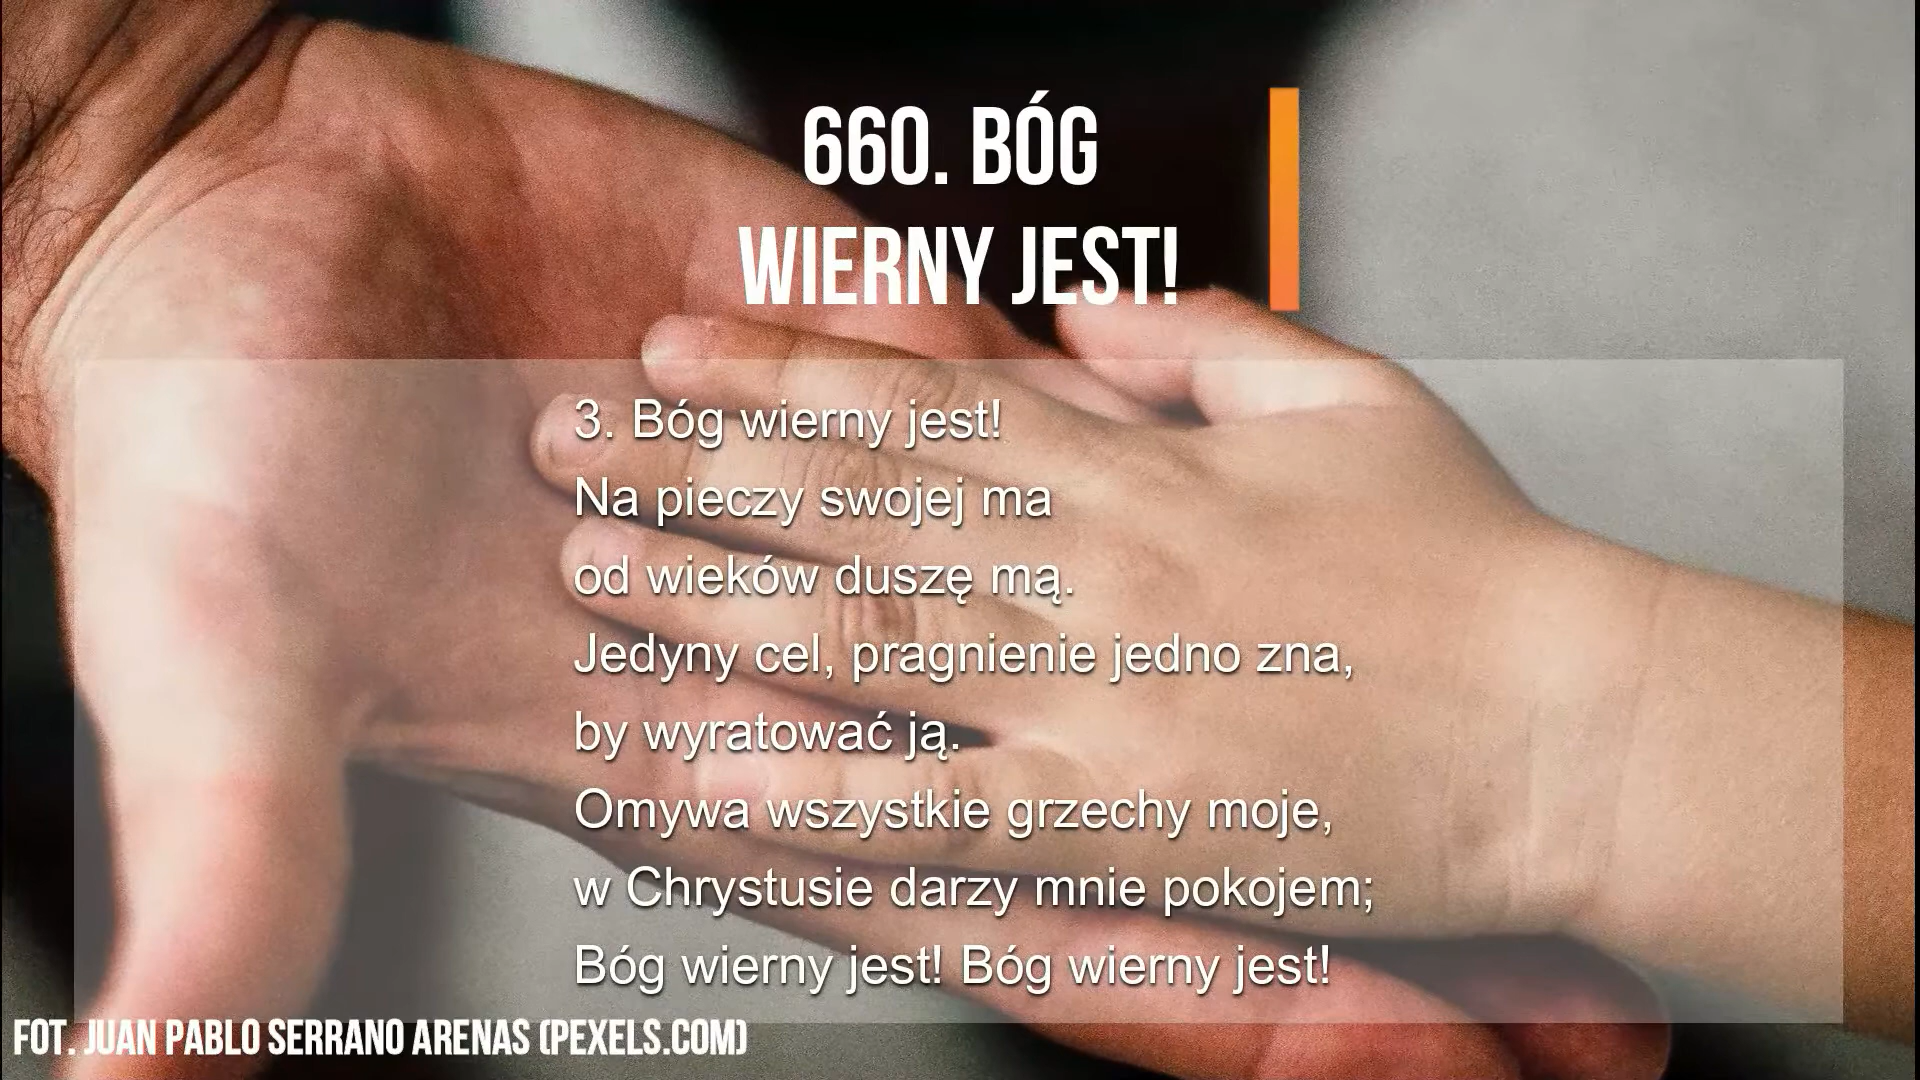 660. BÓG
WIERNY JEST!
3. Bóg wierny jest!
Na pieczy swojej ma
od wieków duszę mą.
Jedyny cel, pragnienie jedno zna,
by wyratować ją.
Omywa wszystkie grzechy moje,
w Chrystusie darzy mnie pokojem;
Bóg wierny jest! Bóg wierny jest!
FOT. JUAN PABLO SERRANO ARENAS (PEXELS.COM)